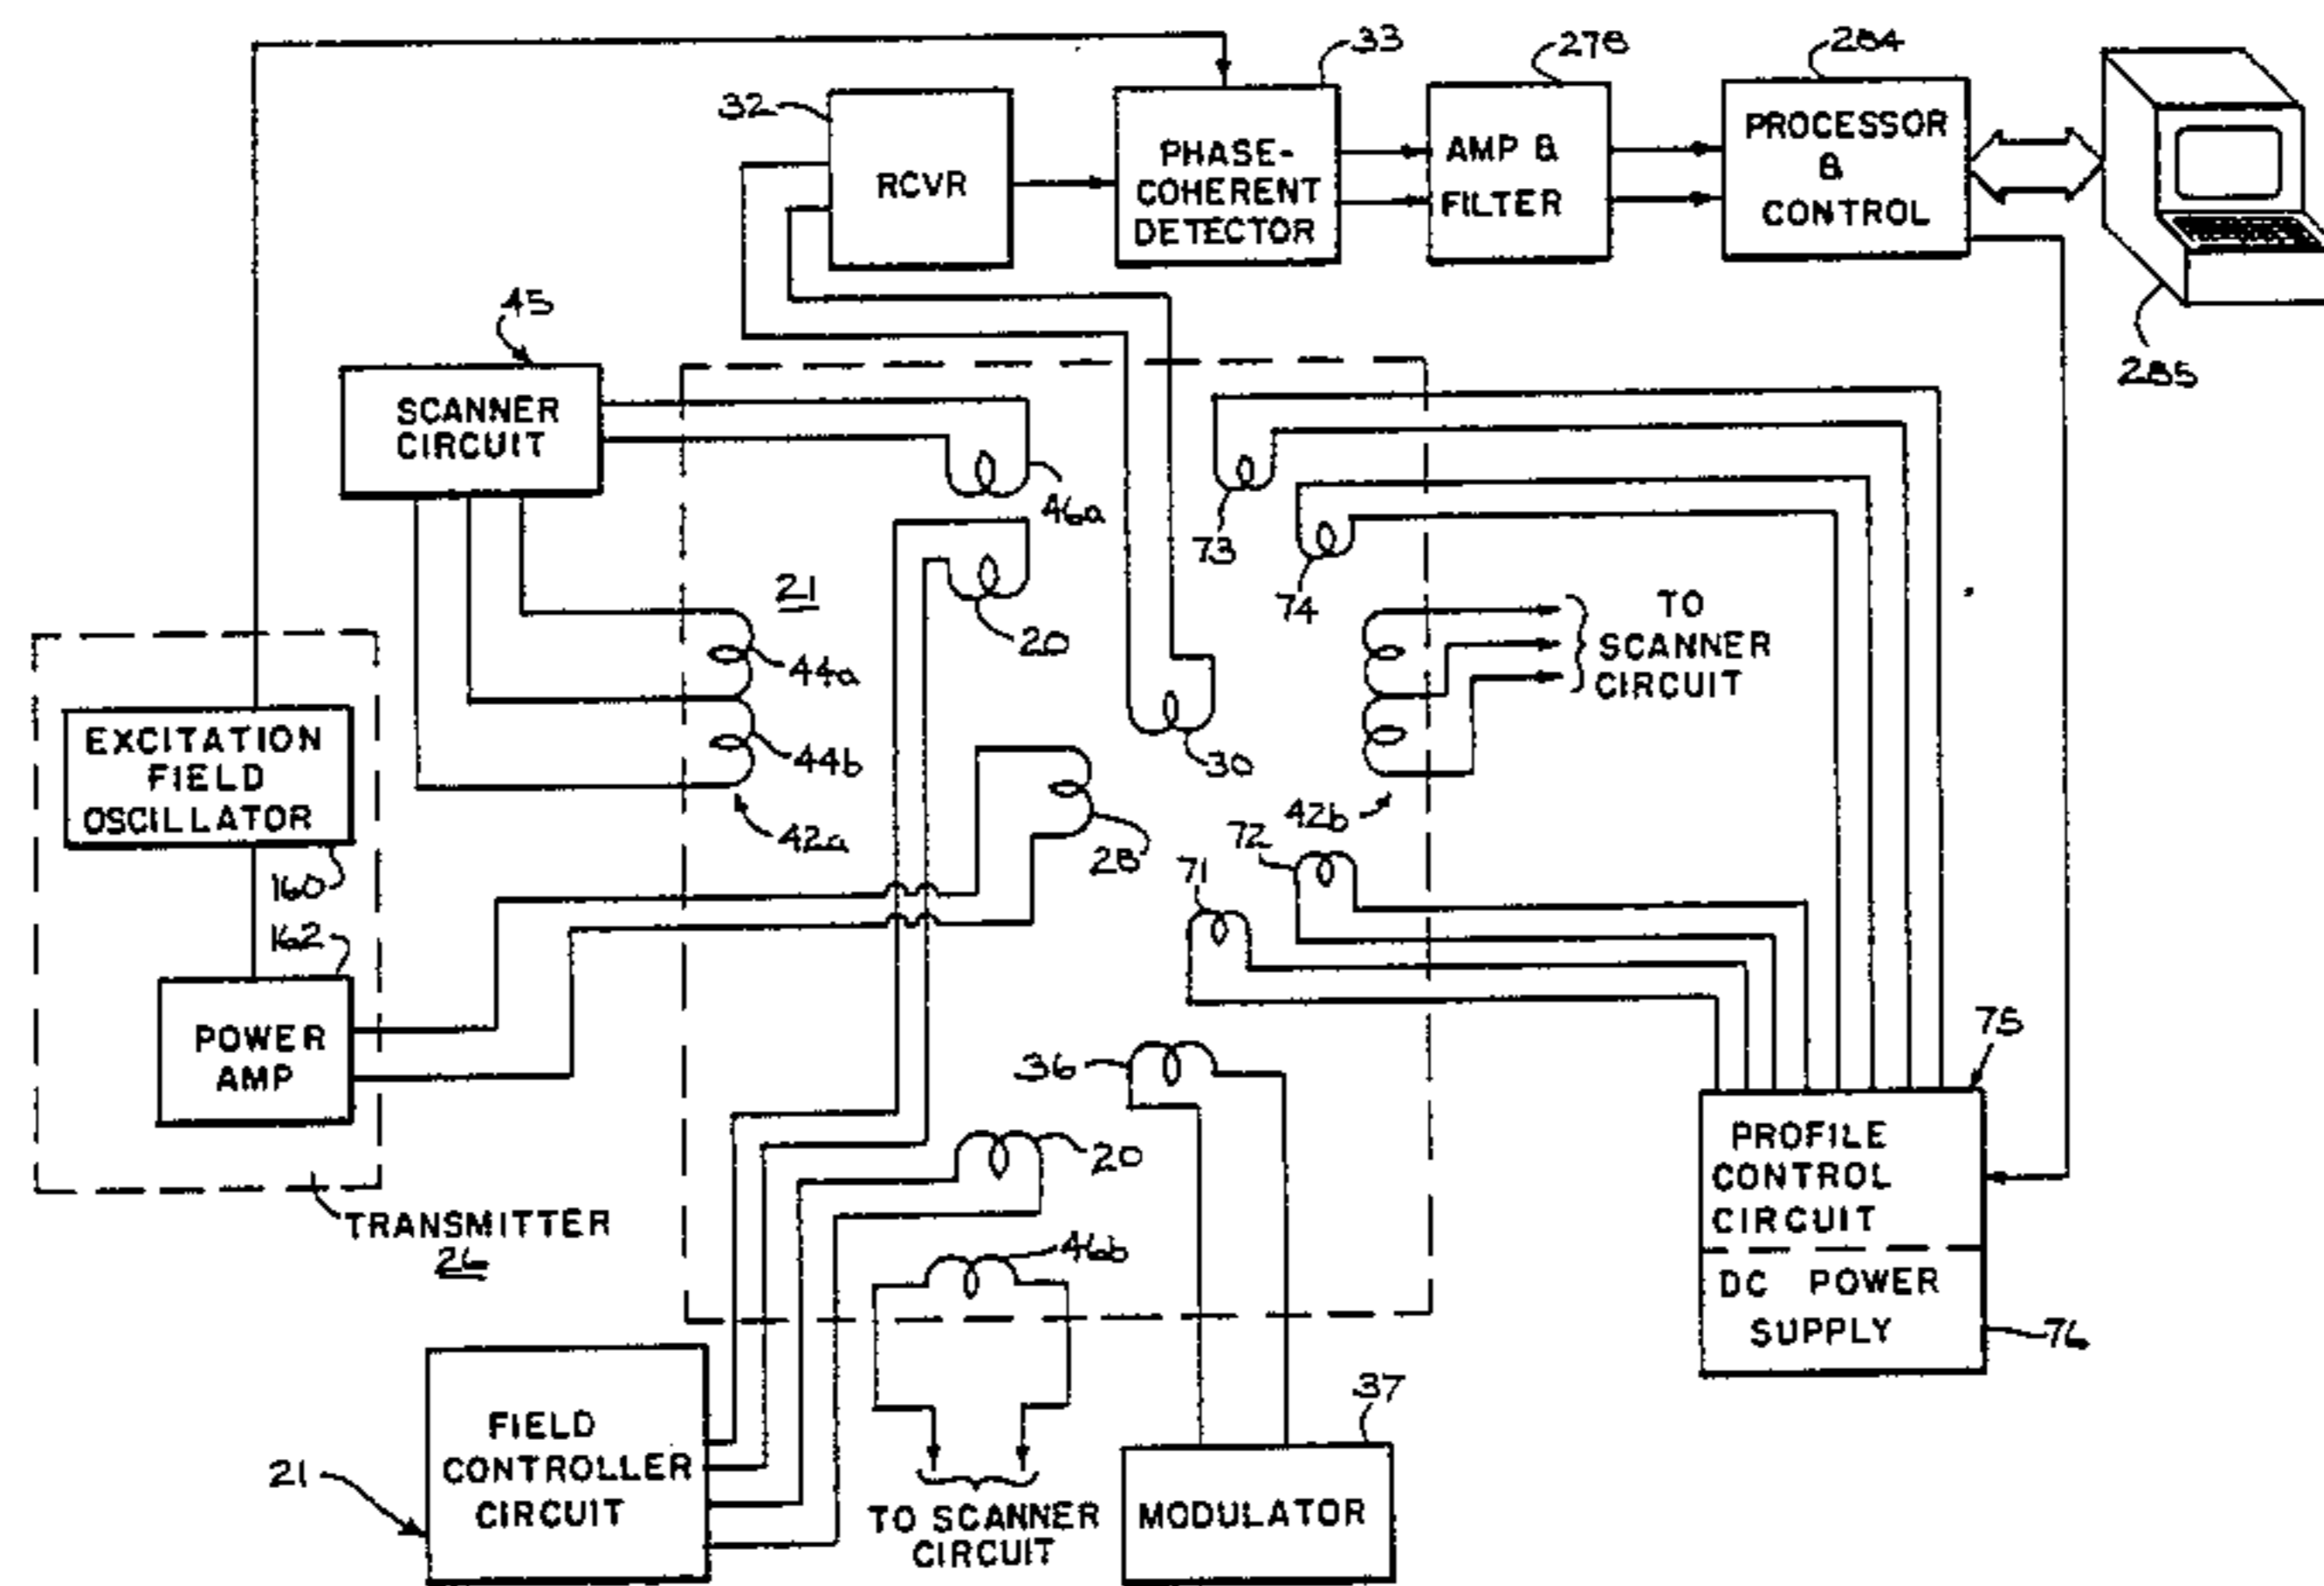 33
278
284
32
RCVR
PHASE-
COHERENT
DETECTOR
AMP &
FILTER
PROCESSOR
&
CONTROL
285
45
SCANNER
CIRCUIT
46a
73
74
21
20
44a
44b
42a
30
TO
SCANNER
CIRCUIT
42b
EXCITATION
FIELD
OSCILLATOR
160
28
72
71
162
POWER
AMP
36
75
20
PROFILE
CONTROL
CIRCUIT
DC POWER
SUPPLY
76
TRANSMITTER
26
46b
FIELD
CONTROLLER
CIRCUIT
21
TO SCANNER
CIRCUIT
37
MODULATOR